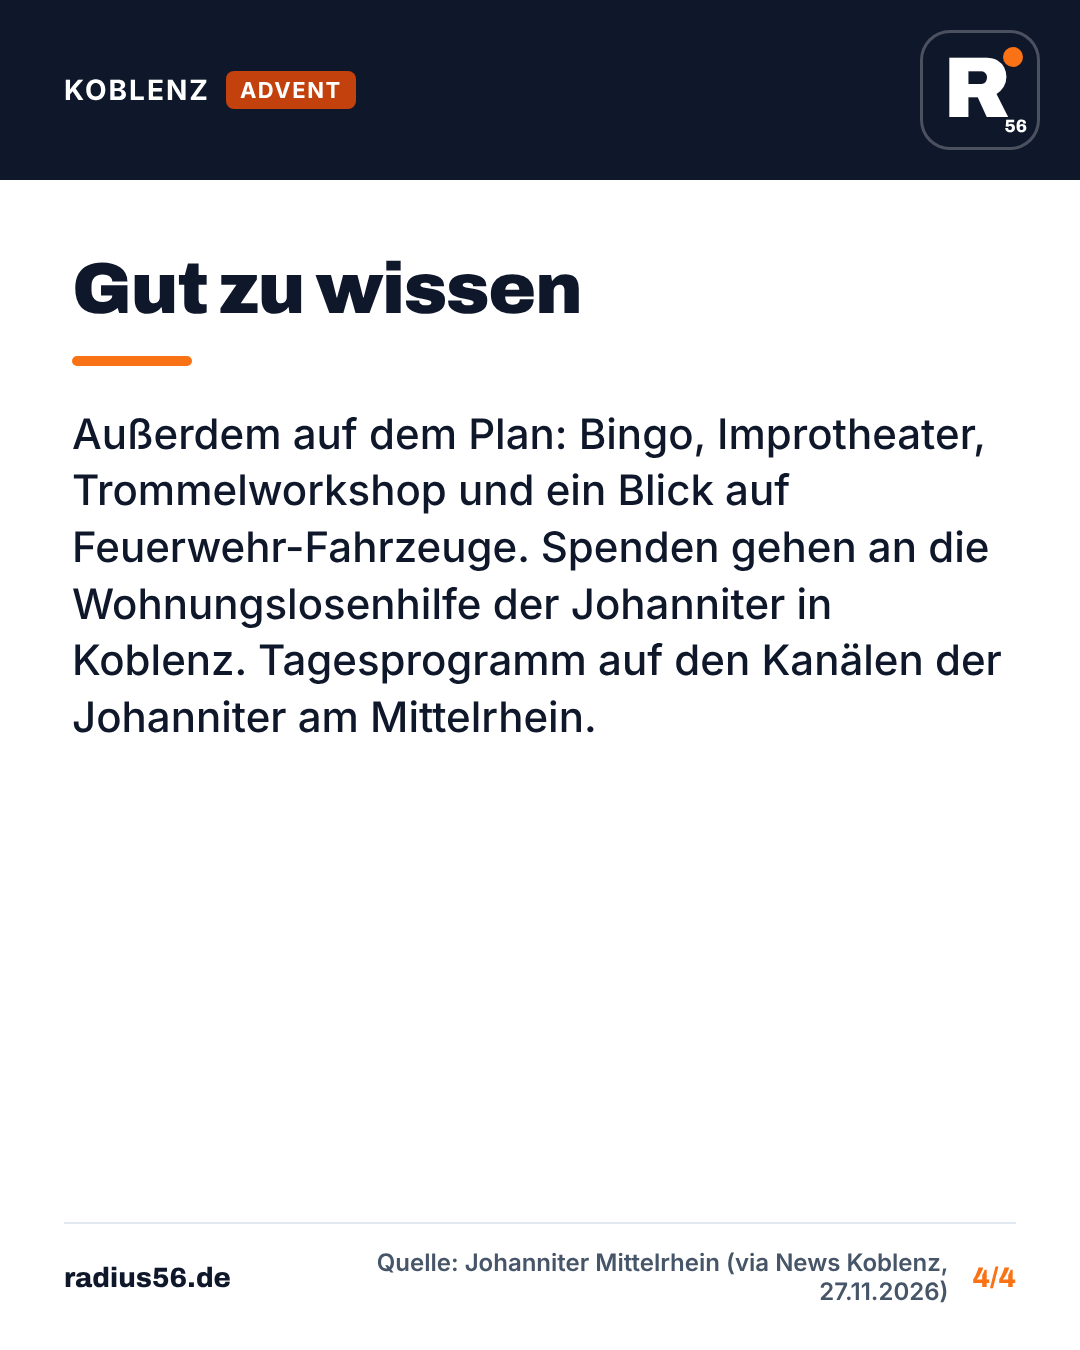 KOBLENZ ADVENT
R
56
Gut zu wissen
Außerdem auf dem Plan: Bingo, Improtheater,
Trommelworkshop und ein Blick auf
Feuerwehr-Fahrzeuge. Spenden gehen an die
Wohnungslosenhilfe der Johanniter in
Koblenz. Tagesprogramm auf den Kanälen der
Johanniter am Mittelrhein.
radius56.de
Quelle: Johanniter Mittelrhein (via News Koblenz,
27.11.2026)
4/4